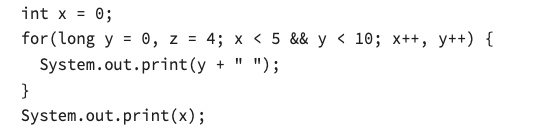 int x = 0;
for(long y = 0, z = 4; x < 5 && y < 10; x++, y++) {
  System.out.print(y + " ");
}
System.out.print(x);